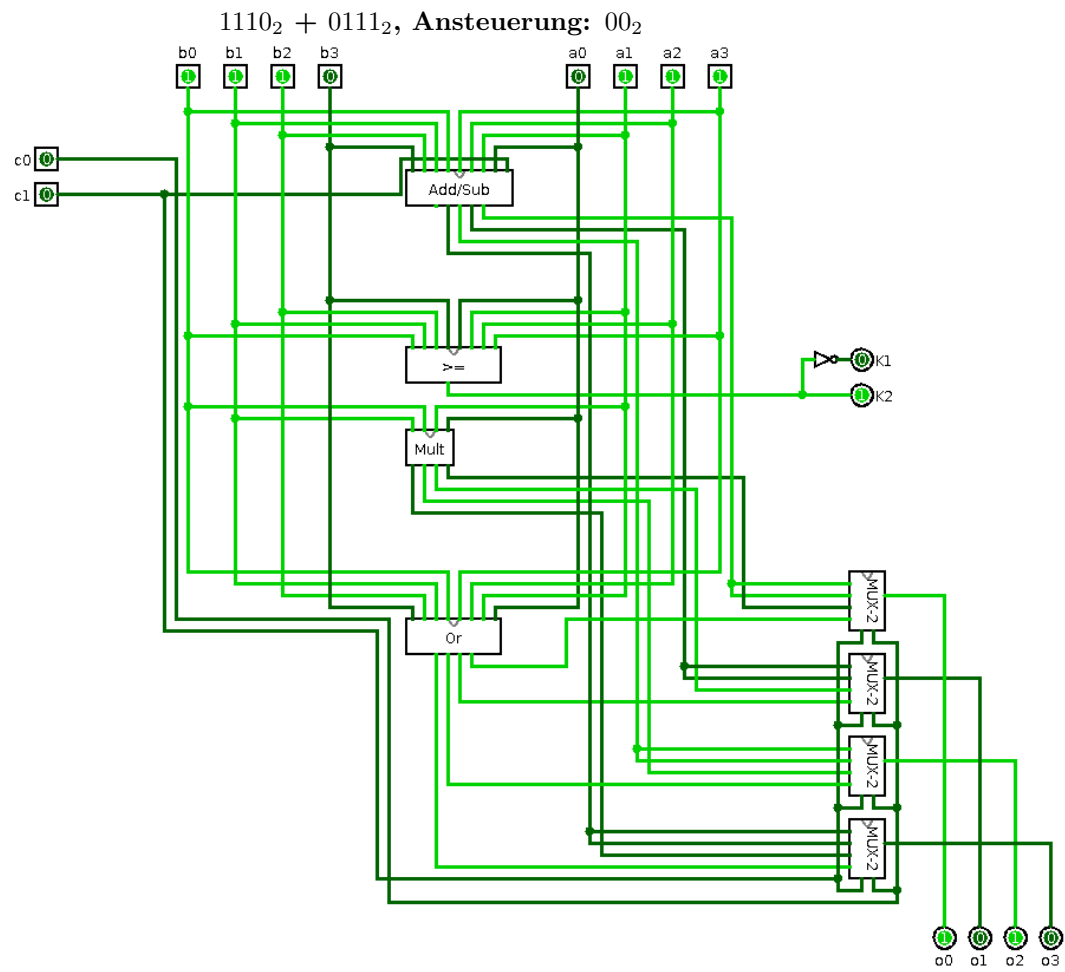 1110₂ + 0111₂, Ansteuerung: 00₂
b0 b1 b2 b3 a0 a1 a2 a3
1 1 1 0 0 1 1 1
c0 0
c1 0
Add/Sub
>=
0 K1
1 K2
Mult
Or
MUX-2
MUX-2
MUX-2
MUX-2
1 0 1 0
o0 o1 o2 o3